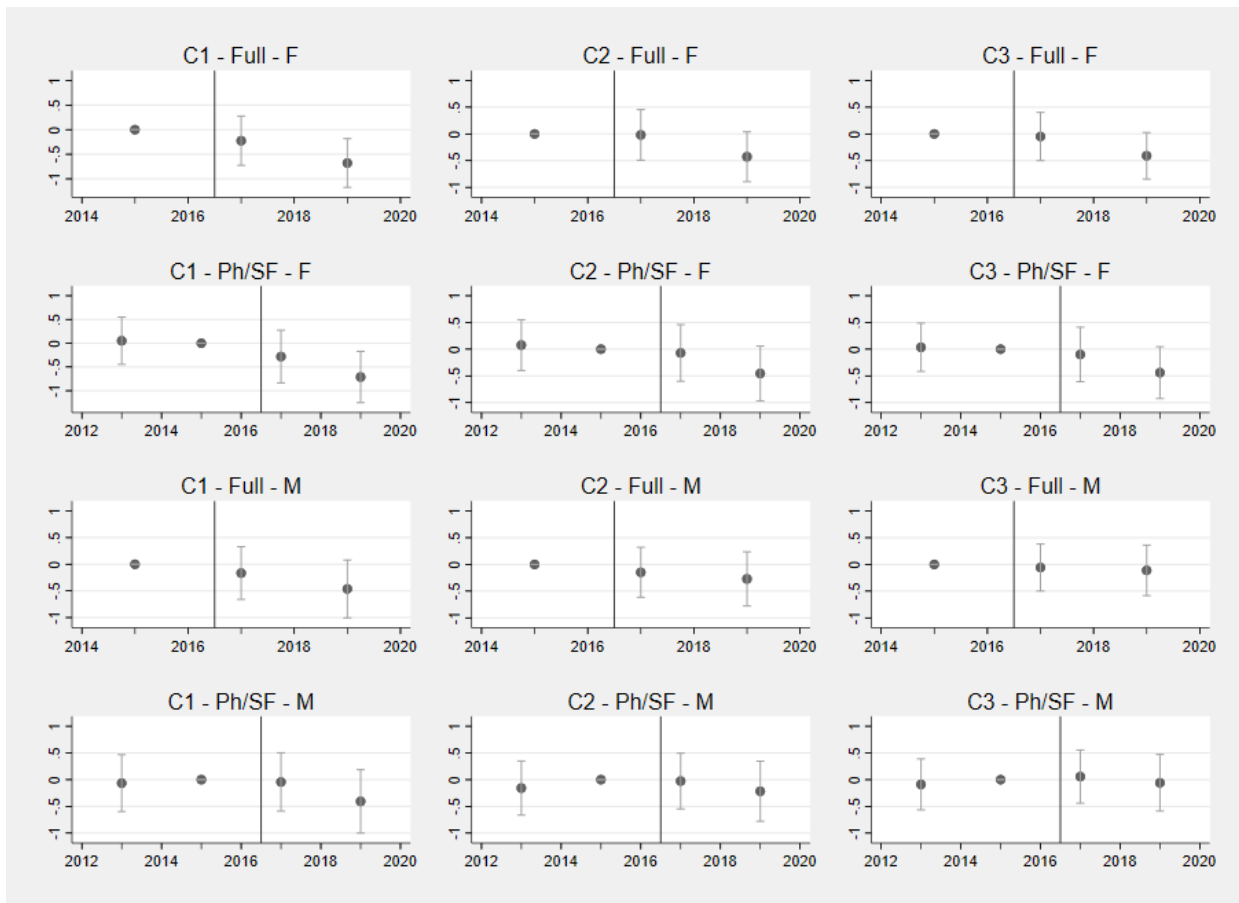 C1 - Full - F
1
.5
0
-.5
-1
2014 2016 2018 2020
C2 - Full - F
1
.5
0
-.5
-1
2014 2016 2018 2020
C3 - Full - F
1
.5
0
-.5
-1
2014 2016 2018 2020
C1 - Ph/SF - F
1
.5
0
-.5
-1
2012 2014 2016 2018 2020
C2 - Ph/SF - F
1
.5
0
-.5
-1
2012 2014 2016 2018 2020
C3 - Ph/SF - F
1
.5
0
-.5
-1
2012 2014 2016 2018 2020
C1 - Full - M
1
.5
0
-.5
-1
2014 2016 2018 2020
C2 - Full - M
1
.5
0
-.5
-1
2014 2016 2018 2020
C3 - Full - M
1
.5
0
-.5
-1
2014 2016 2018 2020
C1 - Ph/SF - M
1
.5
0
-.5
-1
2012 2014 2016 2018 2020
C2 - Ph/SF - M
1
.5
0
-.5
-1
2012 2014 2016 2018 2020
C3 - Ph/SF - M
1
.5
0
-.5
-1
2012 2014 2016 2018 2020